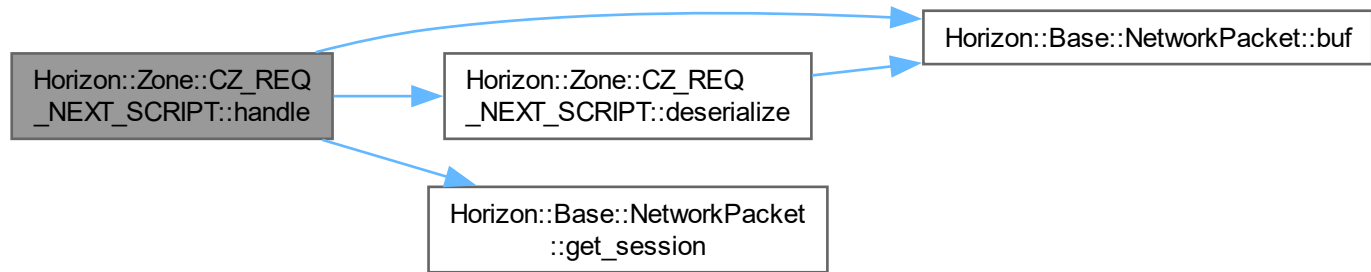 Horizon::Zone::CZ_REQ
_NEXT_SCRIPT::handle
Horizon::Zone::CZ_REQ
_NEXT_SCRIPT::deserialize
Horizon::Base::NetworkPacket::buf
Horizon::Base::NetworkPacket
::get_session